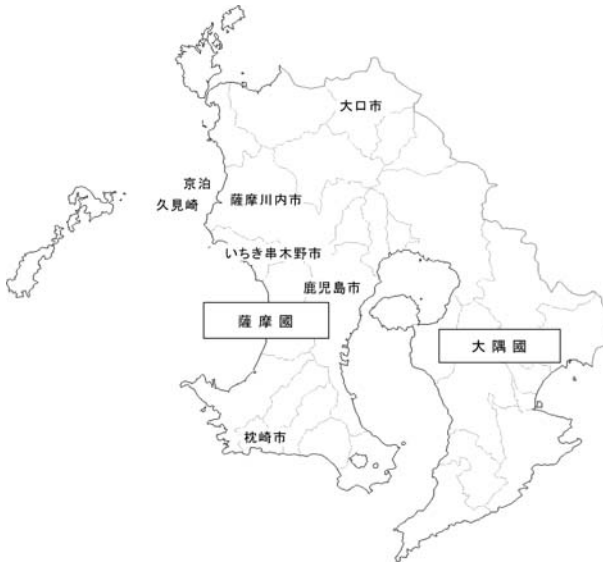 大口市
京泊
久見崎
薩摩川内市
いちき串木野市
鹿児島市
薩摩國
大隅國
枕崎市